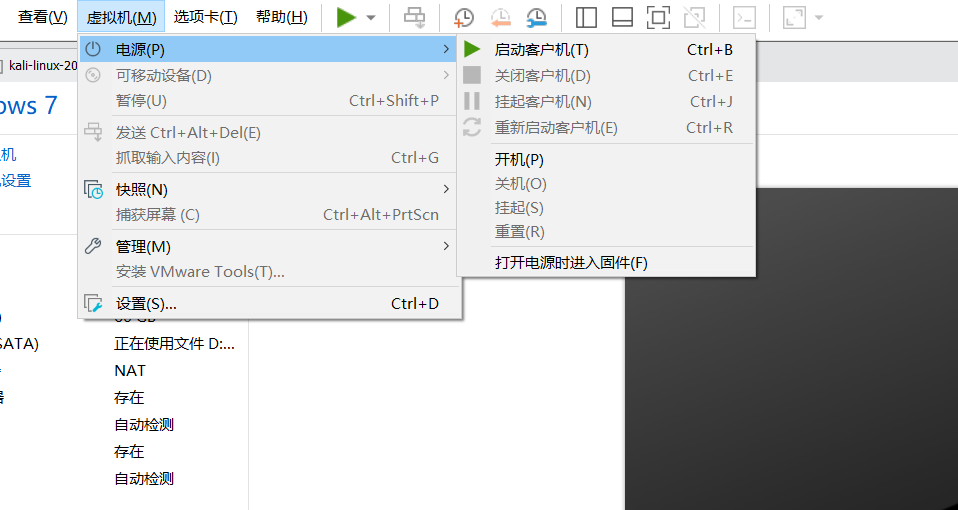 查看(V) 虚拟机(M) 选项卡(T) 帮助(H)
kali-linux-20
ows 7
机
设置
电源(P)
可移动设备(D)
暂停(U) Ctrl+Shift+P
发送 Ctrl+Alt+Del(E)
抓取输入内容(I) Ctrl+G
快照(N)
捕获屏幕 (C) Ctrl+Alt+PrtScn
管理(M)
安装 VMware Tools(T)...
设置(S)... Ctrl+D
启动客户机(T) Ctrl+B
关闭客户机(D) Ctrl+E
挂起客户机(N) Ctrl+J
重新启动客户机(E) Ctrl+R
开机(P)
关机(O)
挂起(S)
重置(R)
打开电源时进入固件(F)
SATA) 正在使用文件 D:...
NAT
存在
自动检测
存在
自动检测